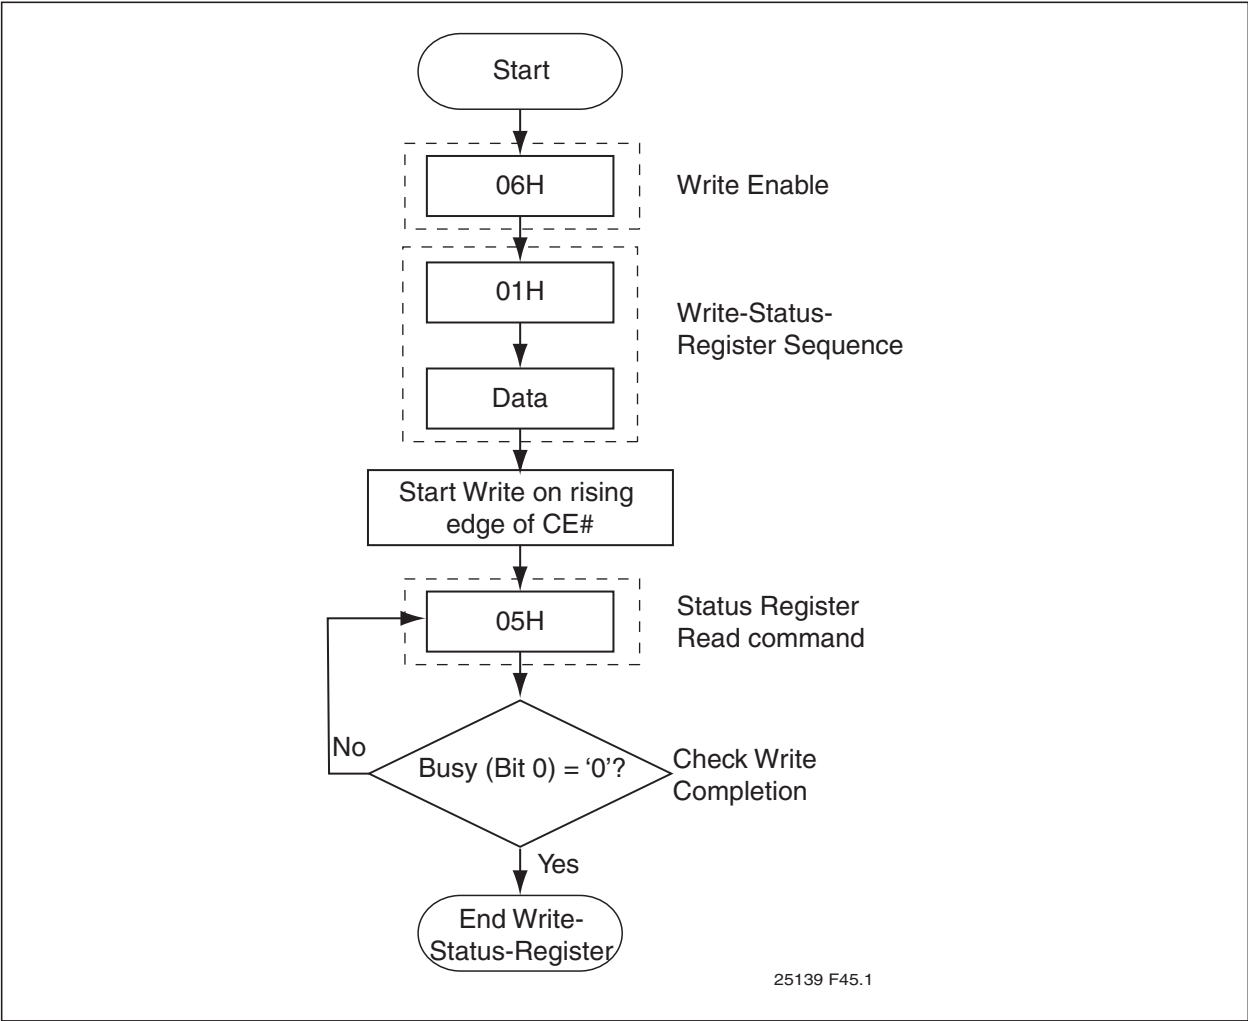 Start
06H
Write Enable
01H
Write-Status-
Register Sequence
Data
Start Write on rising
edge of CE#
05H
Status Register
Read command
No
Busy (Bit 0) = ‘0’?
Check Write
Completion
Yes
End Write-
Status-Register
25139 F45.1